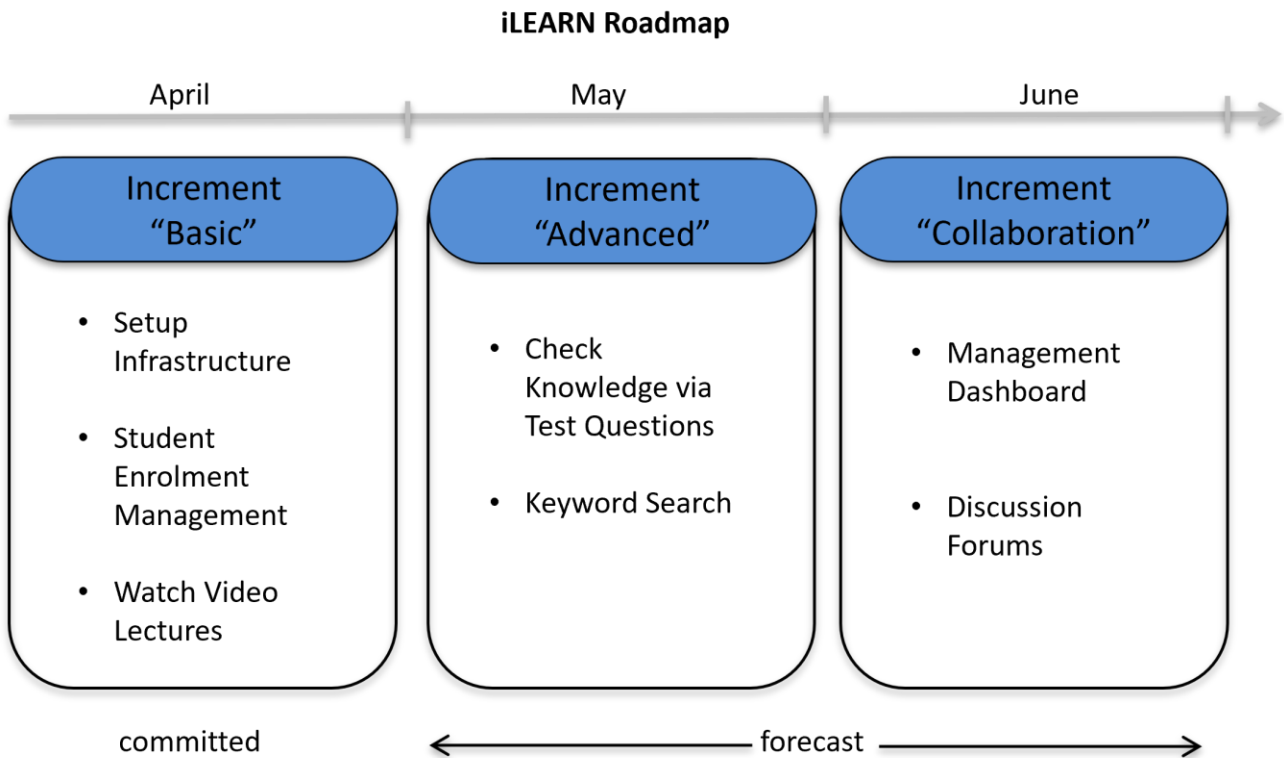 iLEARN Roadmap
April
May
June
Increment
“Basic”
• Setup
Infrastructure
• Student
Enrolment
Management
• Watch Video
Lectures
Increment
“Advanced”
• Check
Knowledge via
Test Questions
• Keyword Search
Increment
“Collaboration”
• Management
Dashboard
• Discussion
Forums
committed
forecast